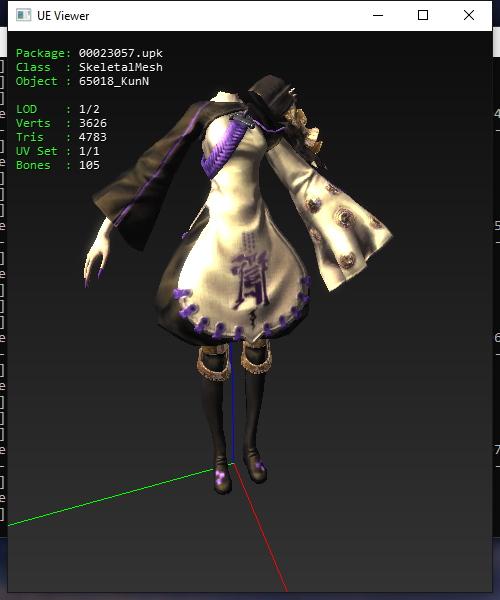 UE Viewer
Package: 00023057.upk
Class : SkeletalMesh
Object : 65018_KunN
LOD : 1/2
Verts : 3626
Tris : 4783
UV Set : 1/1
Bones : 105